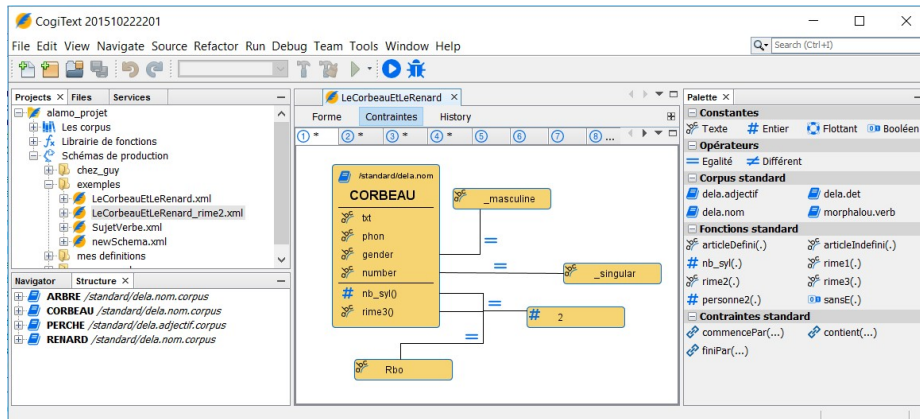 CogiText 201510222201
File Edit View Navigate Source Refactor Run Debug Team Tools Window Help
Search (Ctrl+I)
Projects × Files Services
alamo_projet
Les corpus
Librairie de fonctions
Schémas de production
chez_guy
exemples
LeCorbeauEtLeRenard.xml
LeCorbeauEtLeRenard_rime2.xml
SujetVerbe.xml
newSchema.xml
mes definitions
Navigator Structure ×
ARBRE /standard/dela.nom.corpus
CORBEAU /standard/dela.nom.corpus
PERCHE /standard/dela.adjectif.corpus
RENARD /standard/dela.nom.corpus
LeCorbeauEtLeRenard ×
Forme Contraintes History
1 * 2 * 3 * 4 * 5 6 7 8 ...
/standard/dela.nom
CORBEAU
txt
phon
gender
number
# nb_syl()
rime3()
_masculine
=
=
_singular
=
# 2
=
Rbo
Palette ×
Constantes
Texte # Entier Flottant Booléen
Opérateurs
= Egalité ≠ Différent
Corpus standard
dela.adjectif dela.det
dela.nom morphalou.verb
Fonctions standard
articleDefini(.) articleIndefini(.)
# nb_syl(.) rime1(.)
rime2(.) rime3(.)
# personne2(.) sansE(.)
Contraintes standard
commencePar(...) contient(...)
finiPar(...)